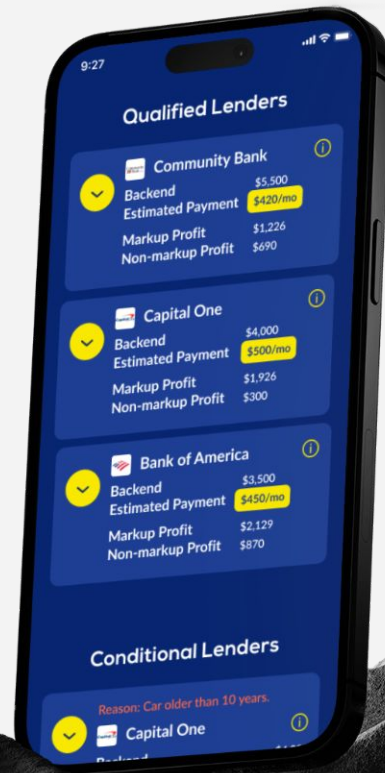 9:27
Qualified Lenders
Community Bank
Backend $5,500
Estimated Payment $420/mo
Markup Profit $1,226
Non-markup Profit $690
Capital One
Backend $4,000
Estimated Payment $500/mo
Markup Profit $1,926
Non-markup Profit $300
Bank of America
Backend $3,500
Estimated Payment $450/mo
Markup Profit $2,129
Non-markup Profit $870
Conditional Lenders
Reason: Car older than 10 years.
Capital One